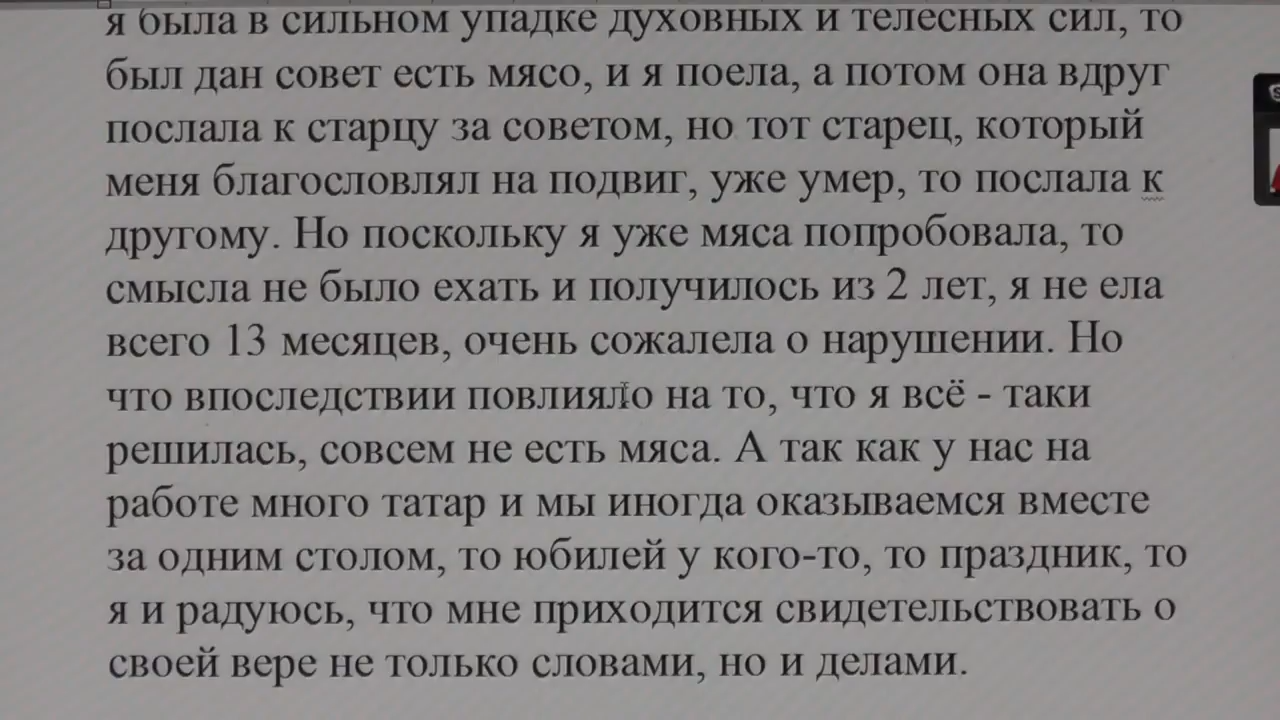 я была в сильном упадке духовных и телесных сил, то
был дан совет есть мясо, и я поела, а потом она вдруг
послала к старцу за советом, но тот старец, который
меня благословлял на подвиг, уже умер, то послала к
другому. Но поскольку я уже мяса попробовала, то
смысла не было ехать и получилось из 2 лет, я не ела
всего 13 месяцев, очень сожалела о нарушении. Но
что впоследствии повлияло на то, что я всё - таки
решилась, совсем не есть мяса. А так как у нас на
работе много татар и мы иногда оказываемся вместе
за одним столом, то юбилей у кого-то, то праздник, то
я и радуюсь, что мне приходится свидетельствовать о
своей вере не только словами, но и делами.